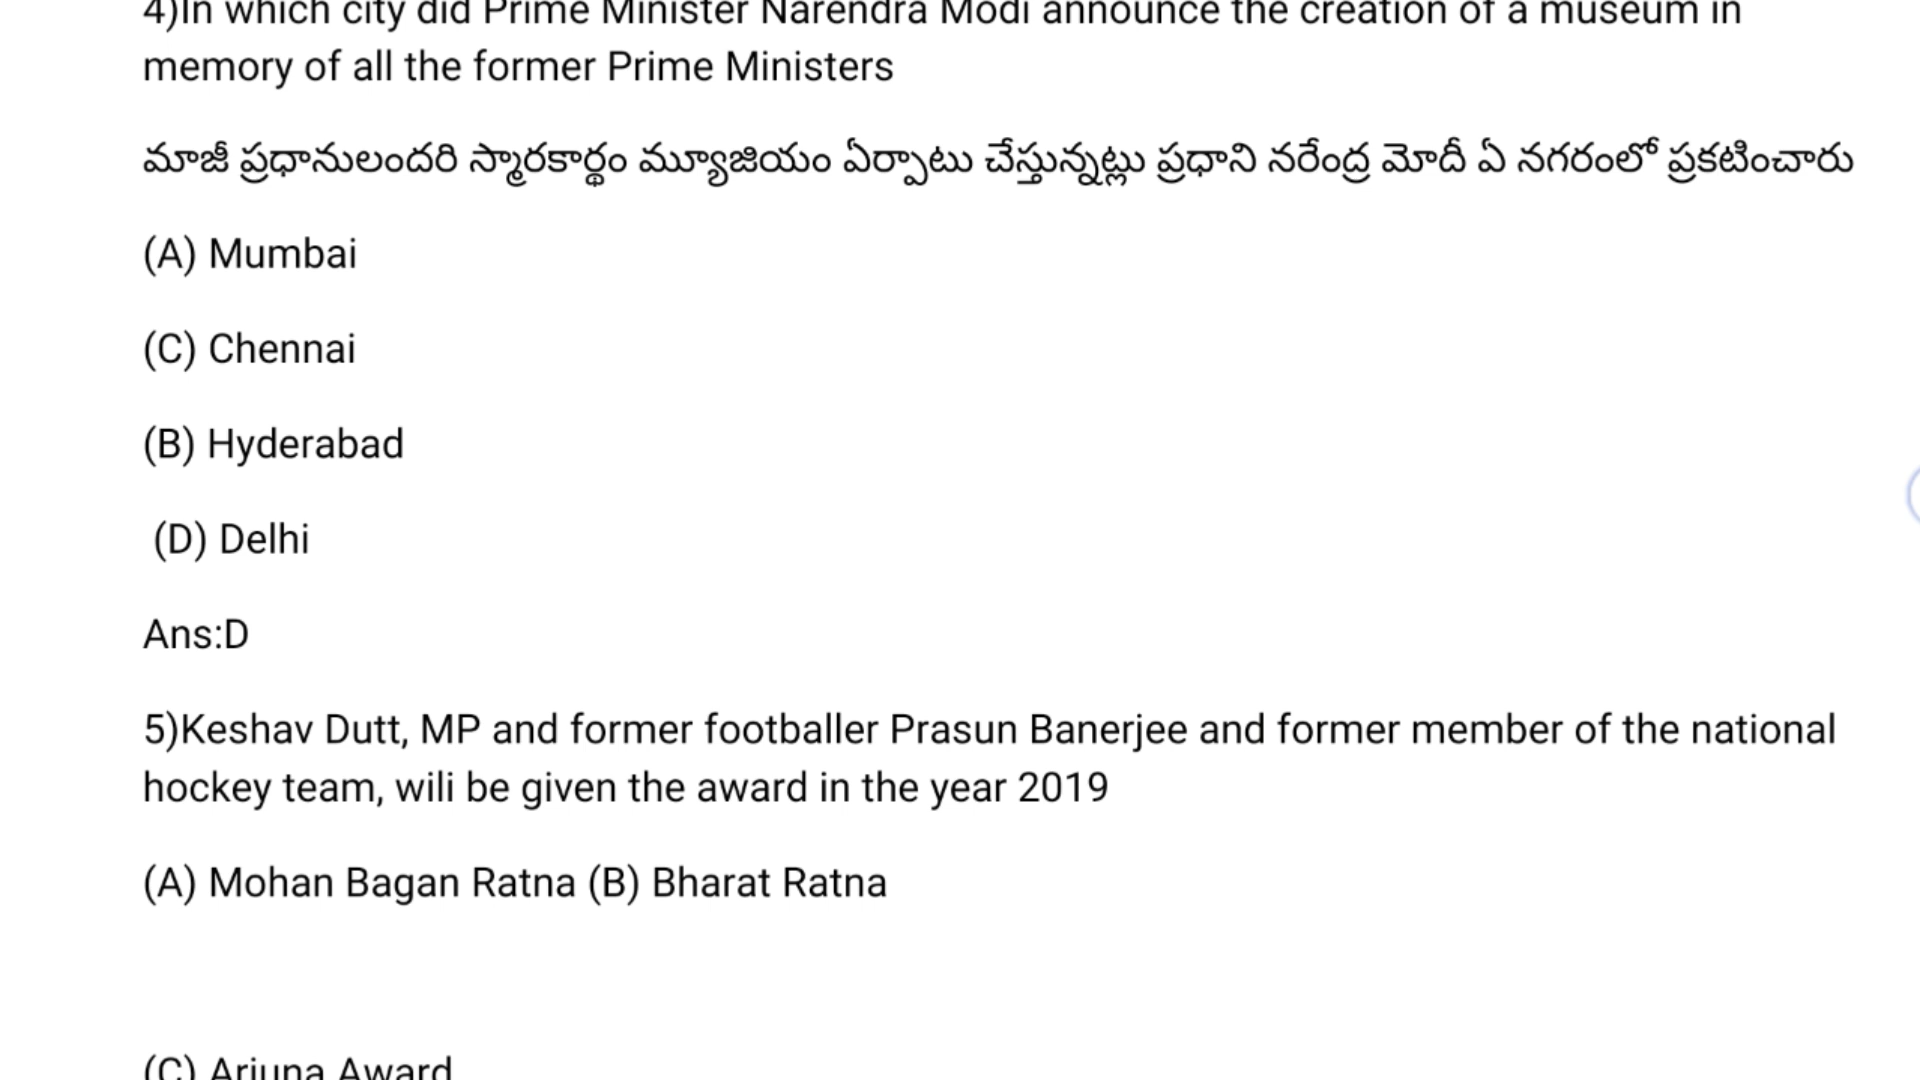 4)In which city did Prime Minister Narendra Modi announce the creation of a museum in
memory of all the former Prime Ministers
మాజీ ప్రధానులందరి స్మారకార్థం మ్యూజియం ఏర్పాటు చేస్తున్నట్లు ప్రధాని నరేంద్ర మోదీ ఏ నగరంలో ప్రకటించారు
(A) Mumbai
(C) Chennai
(B) Hyderabad
(D) Delhi
Ans:D
5)Keshav Dutt, MP and former footballer Prasun Banerjee and former member of the national
hockey team, wili be given the award in the year 2019
(A) Mohan Bagan Ratna (B) Bharat Ratna
(C) Arjuna Award